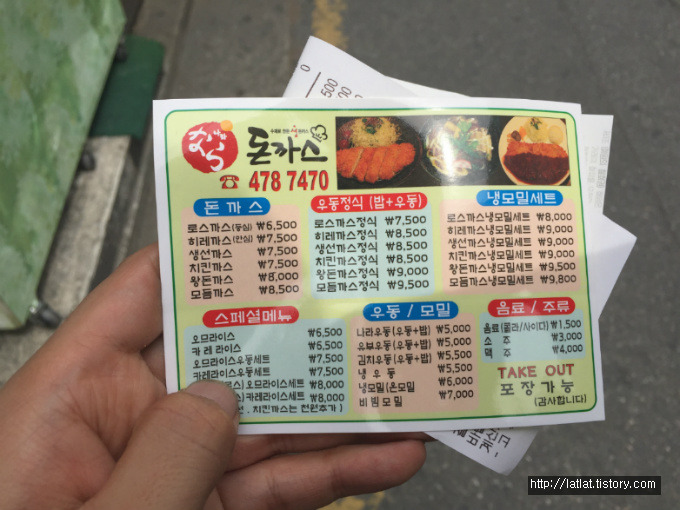 돈까스
☎ 478 7470
돈 까 스
로스까스(등심) ₩6,500
히레까스(안심) ₩7,500
생선까스 ₩7,500
치킨까스 ₩7,500
왕돈까스 ₩8,000
모듬까스 ₩8,500
우동정식 (밥+우동)
로스까스정식 ₩7,500
히레까스정식 ₩8,500
생선까스정식 ₩8,500
치킨까스정식 ₩8,500
왕돈까스정식 ₩9,000
모듬까스정식 ₩9,500
냉모밀세트
로스까스냉모밀세트 ₩8,000
히레까스냉모밀세트 ₩9,000
생선까스냉모밀세트 ₩9,000
치킨까스냉모밀세트 ₩9,000
왕돈까스냉모밀세트 ₩9,500
모듬까스냉모밀세트 ₩9,800
스페셜메뉴
오므라이스 ₩6,500
카 레 라이스 ₩6,500
오므라이스우동세트 ₩7,500
카레라이스우동세트 ₩7,500
스) 오므라이스세트 ₩8,000
스) 카레라이스세트 ₩8,000
선 , 치킨까스는 천원추가 )
우동 / 모밀
나라우동(우동+밥) ₩5,000
유부우동(우동+밥) ₩5,000
김치우동(우동+밥) ₩5,500
냉 우 동 ₩5,500
냉모밀(온모밀 ₩6,000
비 빔 모 밀 ₩7,000
음료 / 주류
음료(콜라/사이다) ₩1,500
소 주 ₩3,000
맥 주 ₩4,000
TAKE OUT
포 장 가 능
(감사합니다)
http://latlat.tistory.com